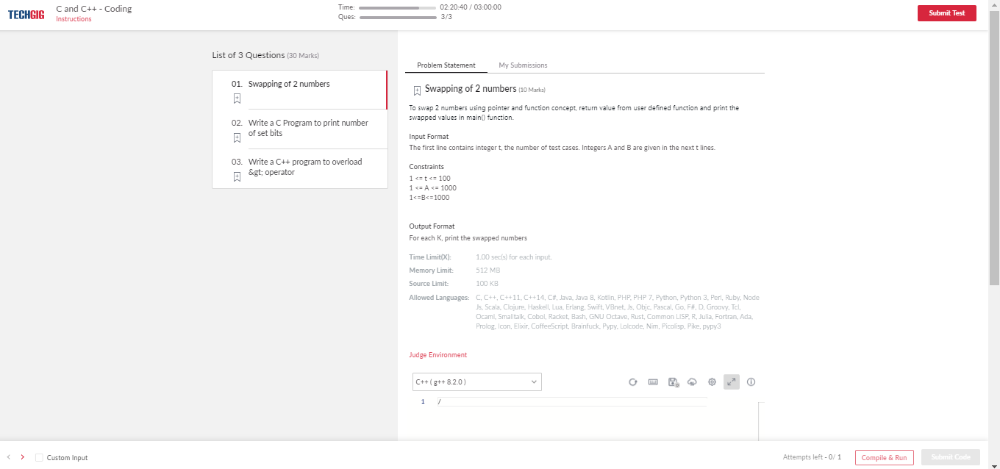 TECHGIG
C and C++ - Coding
Instructions
Time: 02:20:40 / 03:00:00
Ques: 3/3
Submit Test
List of 3 Questions (30 Marks)
01. Swapping of 2 numbers
02. Write a C Program to print number
of set bits
03. Write a C++ program to overload
&gt; operator
Problem Statement My Submissions
Swapping of 2 numbers (10 Marks)
To swap 2 numbers using pointer and function concept, return value from user defined function and print the
swapped values in main() function.
Input Format
The first line contains integer t, the number of test cases. Integers A and B are given in the next t lines.
Constraints
1 <= t <= 100
1 <= A <= 1000
1<=B<=1000
Output Format
For each K, print the swapped numbers
Time Limit(X): 1.00 sec(s) for each input.
Memory Limit: 512 MB
Source Limit: 100 KB
Allowed Languages: C, C++, C++11, C++14, C#, Java, Java 8, Kotlin, PHP, PHP 7, Python, Python 3, Perl, Ruby, Node
Js, Scala, Clojure, Haskell, Lua, Erlang, Swift, VBnet, Js, Objc, Pascal, Go, F#, D, Groovy, Tcl,
Ocaml, Smalltalk, Cobol, Racket, Bash, GNU Octave, Rust, Common LISP, R, Julia, Fortran, Ada,
Prolog, Icon, Elixir, CoffeeScript, Brainfuck, Pypy, Lolcode, Nim, Picolisp, Pike, pypy3
Judge Environment
C++ ( g++ 8.2.0 )
1 /
Custom Input
Attempts left - 0/ 1
Compile & Run
Submit Code